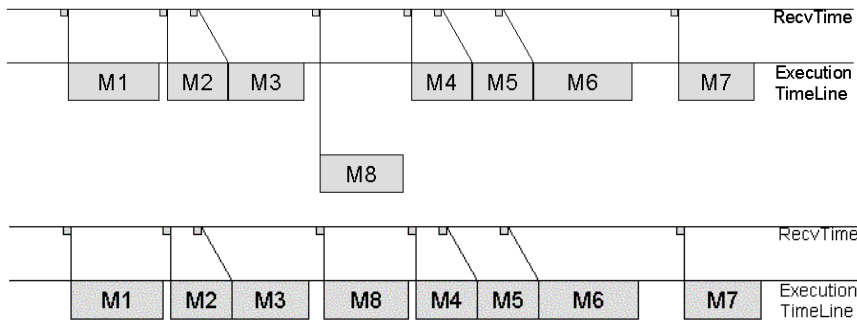 RecvTime
M1 M2 M3 M4 M5 M6 M7 Execution
TimeLine
M8
RecvTime
M1 M2 M3 M8 M4 M5 M6 M7 Execution
TimeLine